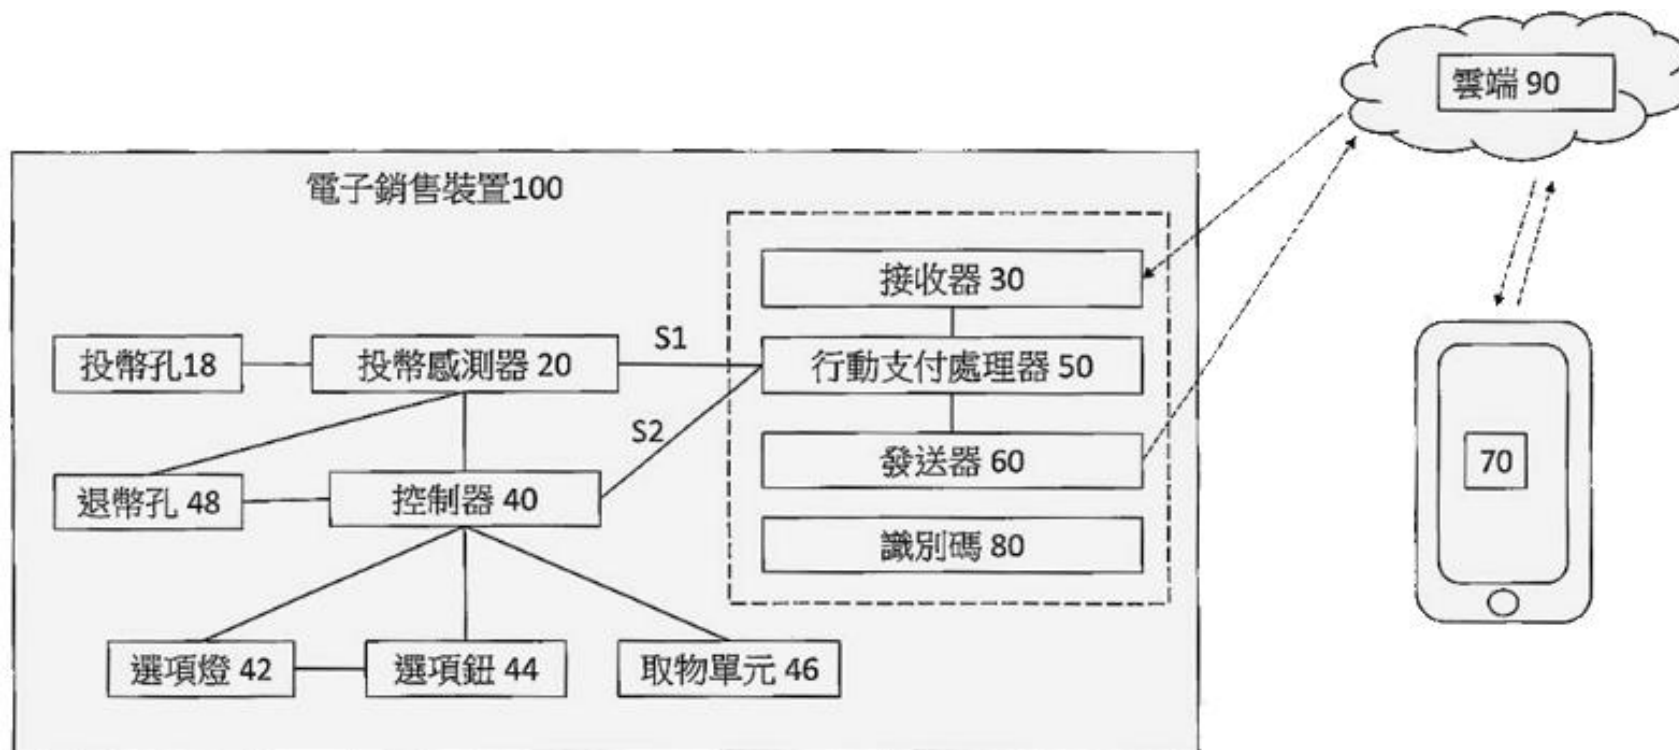 雲端 90
電子銷售裝置100
接收器 30
投幣孔18
投幣感測器 20
S1
行動支付處理器 50
S2
發送器 60
70
退幣孔 48
控制器 40
識別碼 80
選項燈 42
選項鈕 44
取物單元 46